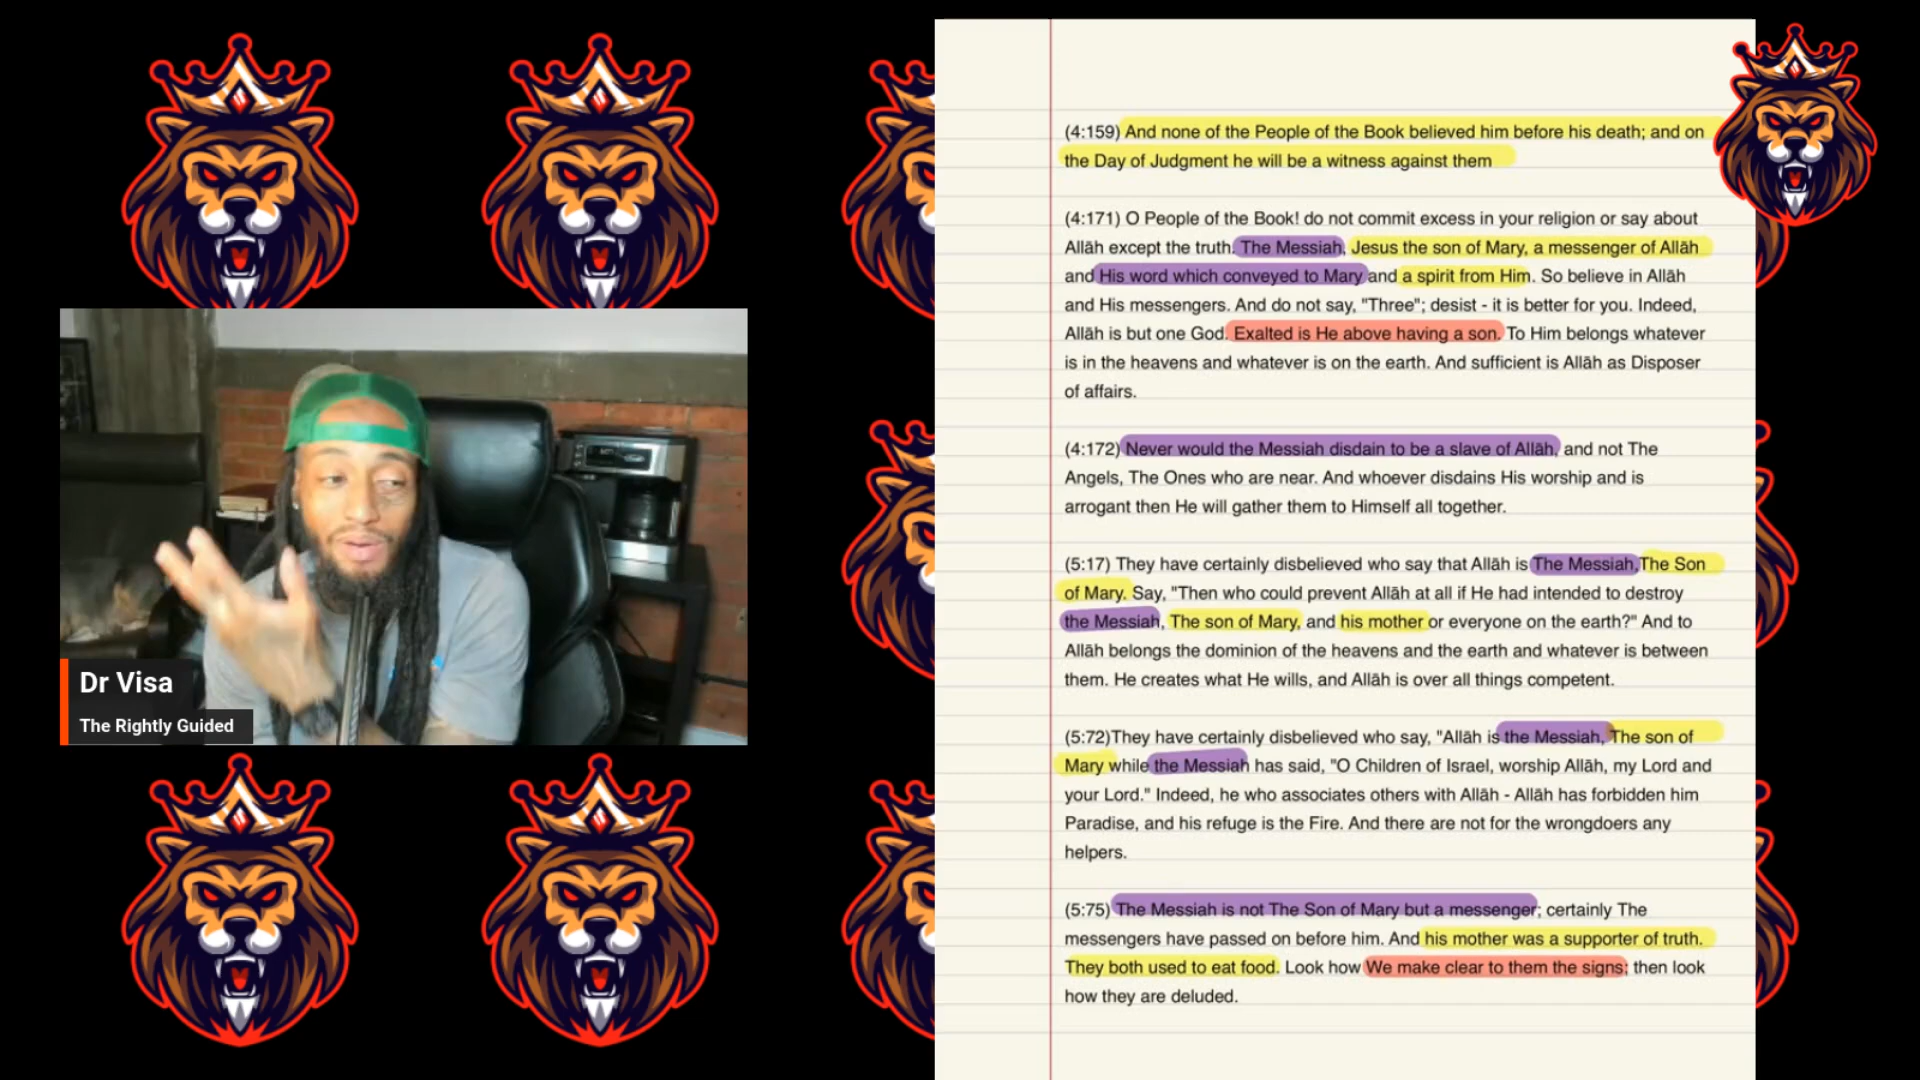 (4:159) And none of the People of the Book believed him before his death; and on
the Day of Judgment he will be a witness against them
(4:171) O People of the Book! do not commit excess in your religion or say about
Allāh except the truth. The Messiah, Jesus the son of Mary, a messenger of Allāh
and His word which conveyed to Mary and a spirit from Him. So believe in Allāh
and His messengers. And do not say, "Three"; desist - it is better for you. Indeed,
Allāh is but one God. Exalted is He above having a son. To Him belongs whatever
is in the heavens and whatever is on the earth. And sufficient is Allāh as Disposer
of affairs.
(4:172) Never would the Messiah disdain to be a slave of Allāh, and not The
Angels, The Ones who are near. And whoever disdains His worship and is
arrogant then He will gather them to Himself all together.
(5:17) They have certainly disbelieved who say that Allāh is The Messiah, The Son
of Mary. Say, "Then who could prevent Allāh at all if He had intended to destroy
the Messiah, The son of Mary, and his mother or everyone on the earth?" And to
Allāh belongs the dominion of the heavens and the earth and whatever is between
them. He creates what He wills, and Allāh is over all things competent.
(5:72)They have certainly disbelieved who say, "Allāh is the Messiah, The son of
Mary while the Messiah has said, "O Children of Israel, worship Allāh, my Lord and
your Lord." Indeed, he who associates others with Allāh - Allāh has forbidden him
Paradise, and his refuge is the Fire. And there are not for the wrongdoers any
helpers.
(5:75) The Messiah is not The Son of Mary but a messenger; certainly The
messengers have passed on before him. And his mother was a supporter of truth.
They both used to eat food. Look how We make clear to them the signs; then look
how they are deluded.
Dr Visa
The Rightly Guided